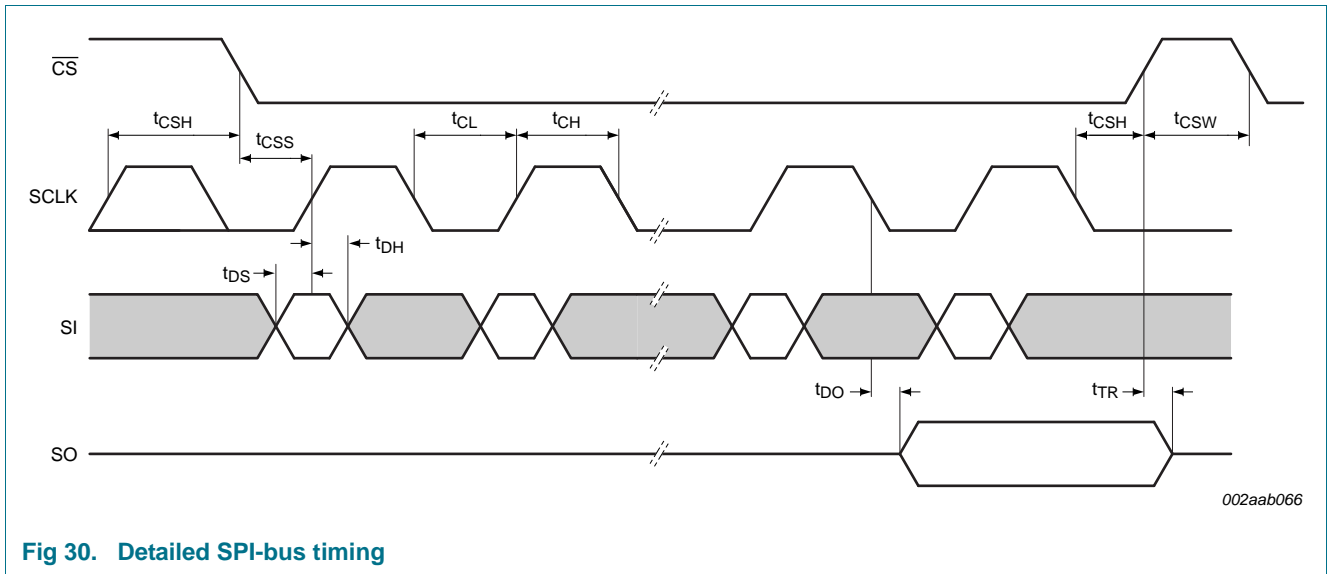 CS
tCSH
tCSS
tCL
tCH
tCSH
tCSW
SCLK
tDH
tDS
SI
tDO
tTR
SO
002aab066
Fig 30. Detailed SPI-bus timing